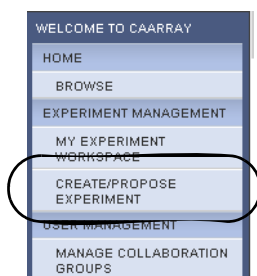 WELCOME TO CAARRAY
HOME
BROWSE
EXPERIMENT MANAGEMENT
MY EXPERIMENT
WORKSPACE
CREATE/PROPOSE
EXPERIMENT
USER MANAGEMENT
MANAGE COLLABORATION
GROUPS